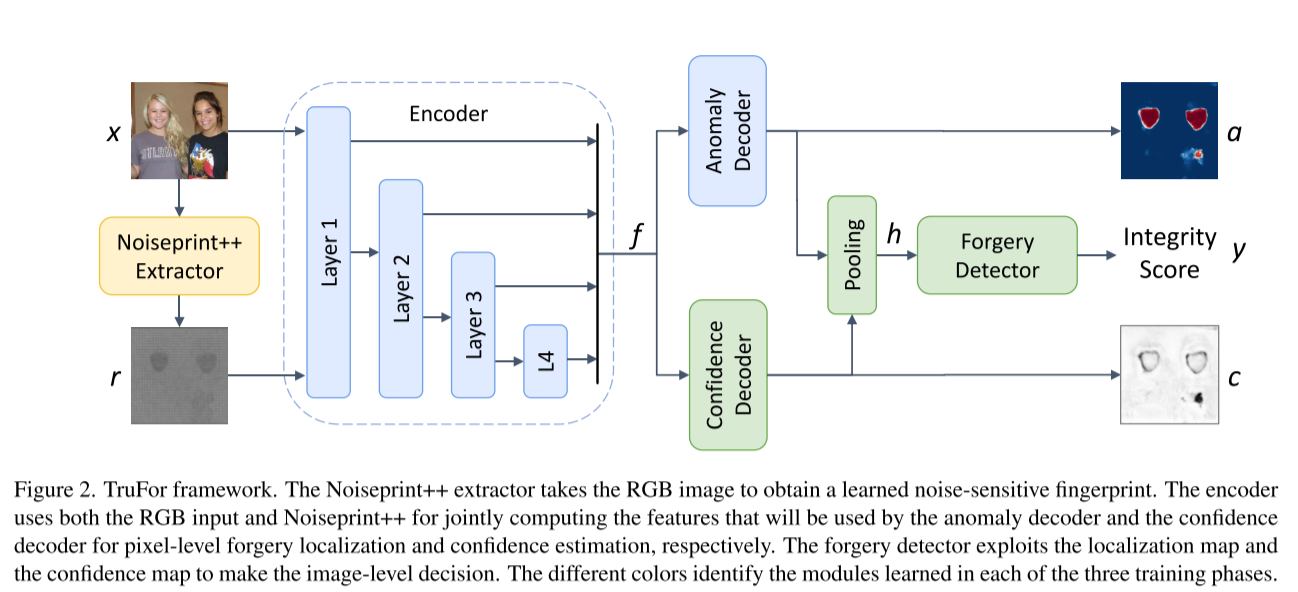 x
Noiseprint++
Extractor
r
Encoder
Layer 1
Layer 2
Layer 3
L4
f
Anomaly
Decoder
Confidence
Decoder
Pooling
h
Forgery
Detector
a
Integrity
Score
y
c
Figure 2. TruFor framework. The Noiseprint++ extractor takes the RGB image to obtain a learned noise-sensitive fingerprint. The encoder
uses both the RGB input and Noiseprint++ for jointly computing the features that will be used by the anomaly decoder and the confidence
decoder for pixel-level forgery localization and confidence estimation, respectively. The forgery detector exploits the localization map and
the confidence map to make the image-level decision. The different colors identify the modules learned in each of the three training phases.